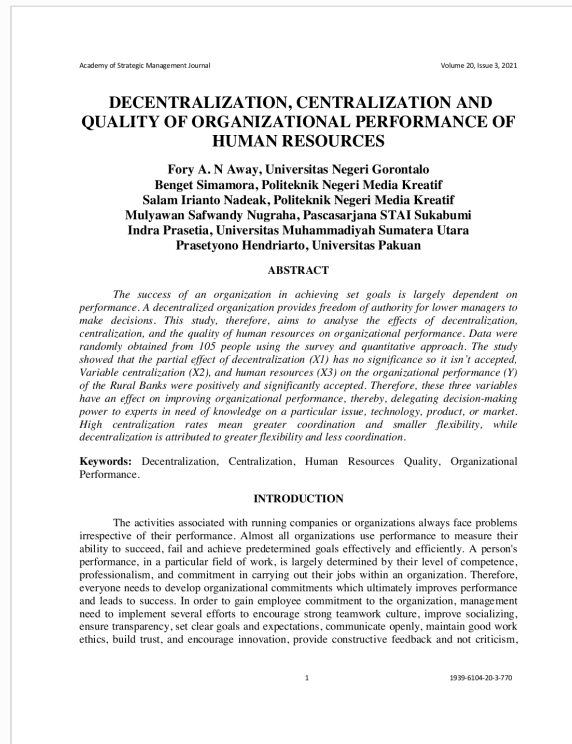 Academy of Strategic Management Journal Volume 20, Issue 3, 2021
DECENTRALIZATION, CENTRALIZATION AND
QUALITY OF ORGANIZATIONAL PERFORMANCE OF
HUMAN RESOURCES
Fory A. N Away, Universitas Negeri Gorontalo
Benget Simamora, Politeknik Negeri Media Kreatif
Salam Irianto Nadeak, Politeknik Negeri Media Kreatif
Mulyawan Safwandy Nugraha, Pascasarjana STAI Sukabumi
Indra Prasetia, Universitas Muhammadiyah Sumatera Utara
Prasetyono Hendriarto, Universitas Pakuan
ABSTRACT
The success of an organization in achieving set goals is largely dependent on
performance. A decentralized organization provides freedom of authority for lower managers to
make decisions. This study, therefore, aims to analyse the effects of decentralization,
centralization, and the quality of human resources on organizational performance. Data were
randomly obtained from 105 people using the survey and quantitative approach. The study
showed that the partial effect of decentralization (X1) has no significance so it isn't accepted,
Variable centralization (X2), and human resources (X3) on the organizational performance (Y)
of the Rural Banks were positively and significantly accepted. Therefore, these three variables
have an effect on improving organizational performance, thereby, delegating decision-making
power to experts in need of knowledge on a particular issue, technology, product, or market.
High centralization rates mean greater coordination and smaller flexibility, while
decentralization is attributed to greater flexibility and less coordination.
Keywords: Decentralization, Centralization, Human Resources Quality, Organizational
Performance.
INTRODUCTION
The activities associated with running companies or organizations always face problems
irrespective of their performance. Almost all organizations use performance to measure their
ability to succeed, fail and achieve predetermined goals effectively and efficiently. A person's
performance, in a particular field of work, is largely determined by their level of competence,
professionalism, and commitment in carrying out their jobs within an organization. Therefore,
everyone needs to develop organizational commitments which ultimately improves performance
and leads to success. In order to gain employee commitment to the organization, management
need to implement several efforts to encourage strong teamwork culture, improve socializing,
ensure transparency, set clear goals and expectations, communicate openly, maintain good work
ethics, build trust, and encourage innovation, provide constructive feedback and not criticism,
1 1939-6104-20-3-770